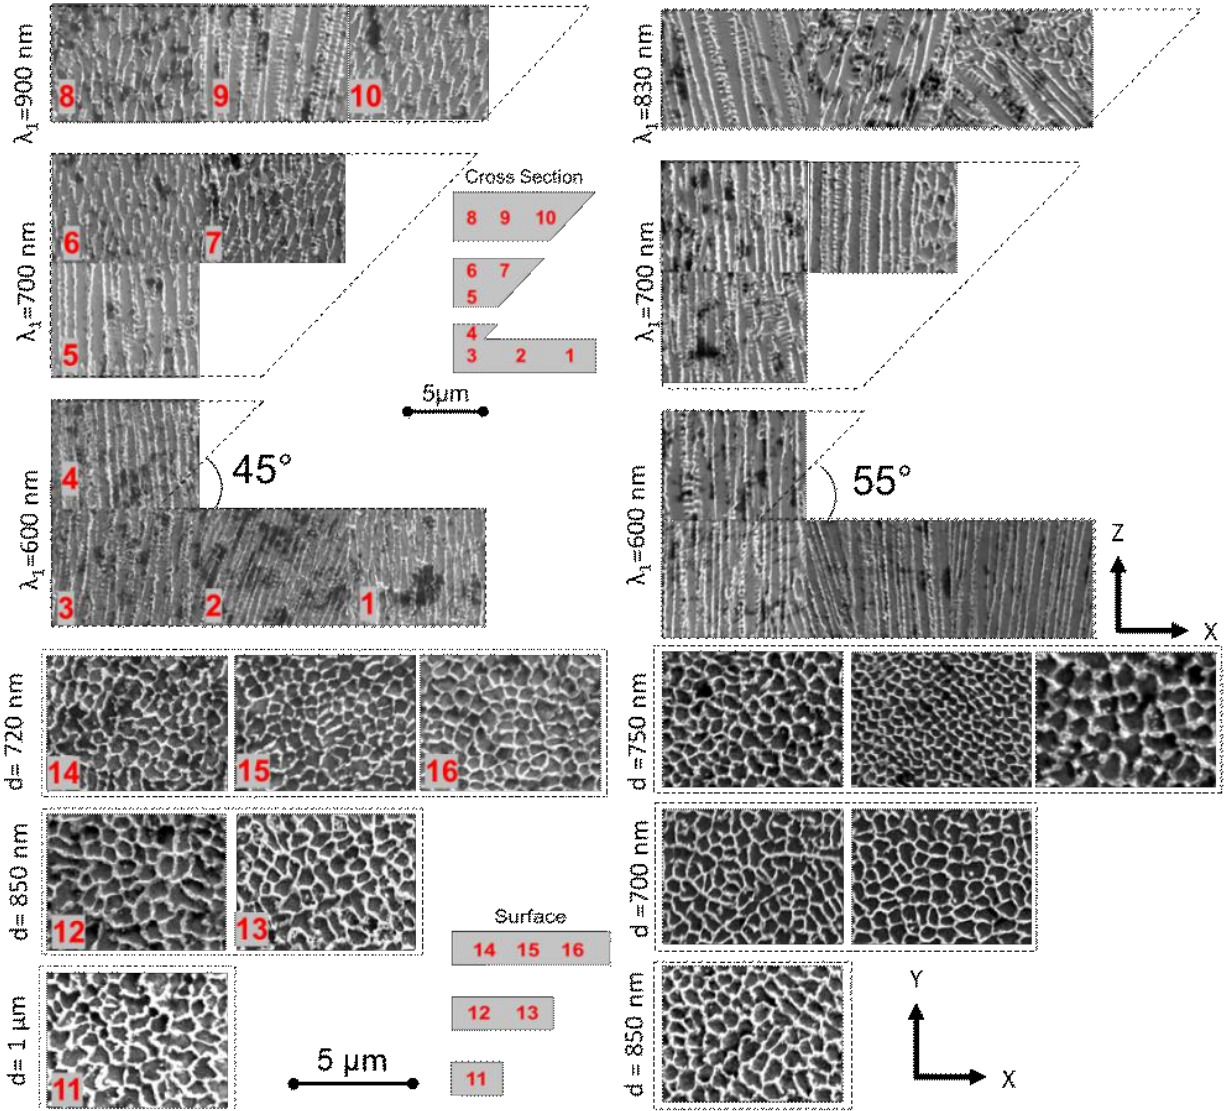 λ1=900 nm
8
9
10
λ1=830 nm
λ1=700 nm
6
7
5
Cross Section
8 9 10
6 7
5
4
3 2 1
5μm
λ1=700 nm
λ1=600 nm
4
45°
3
2
1
λ1=600 nm
55°
Z
X
d= 720 nm
14
15
16
d =750 nm
d= 850 nm
12
13
Surface
14 15 16
12 13
11
d =700 nm
d= 1 μm
11
5 μm
d = 850 nm
Y
X